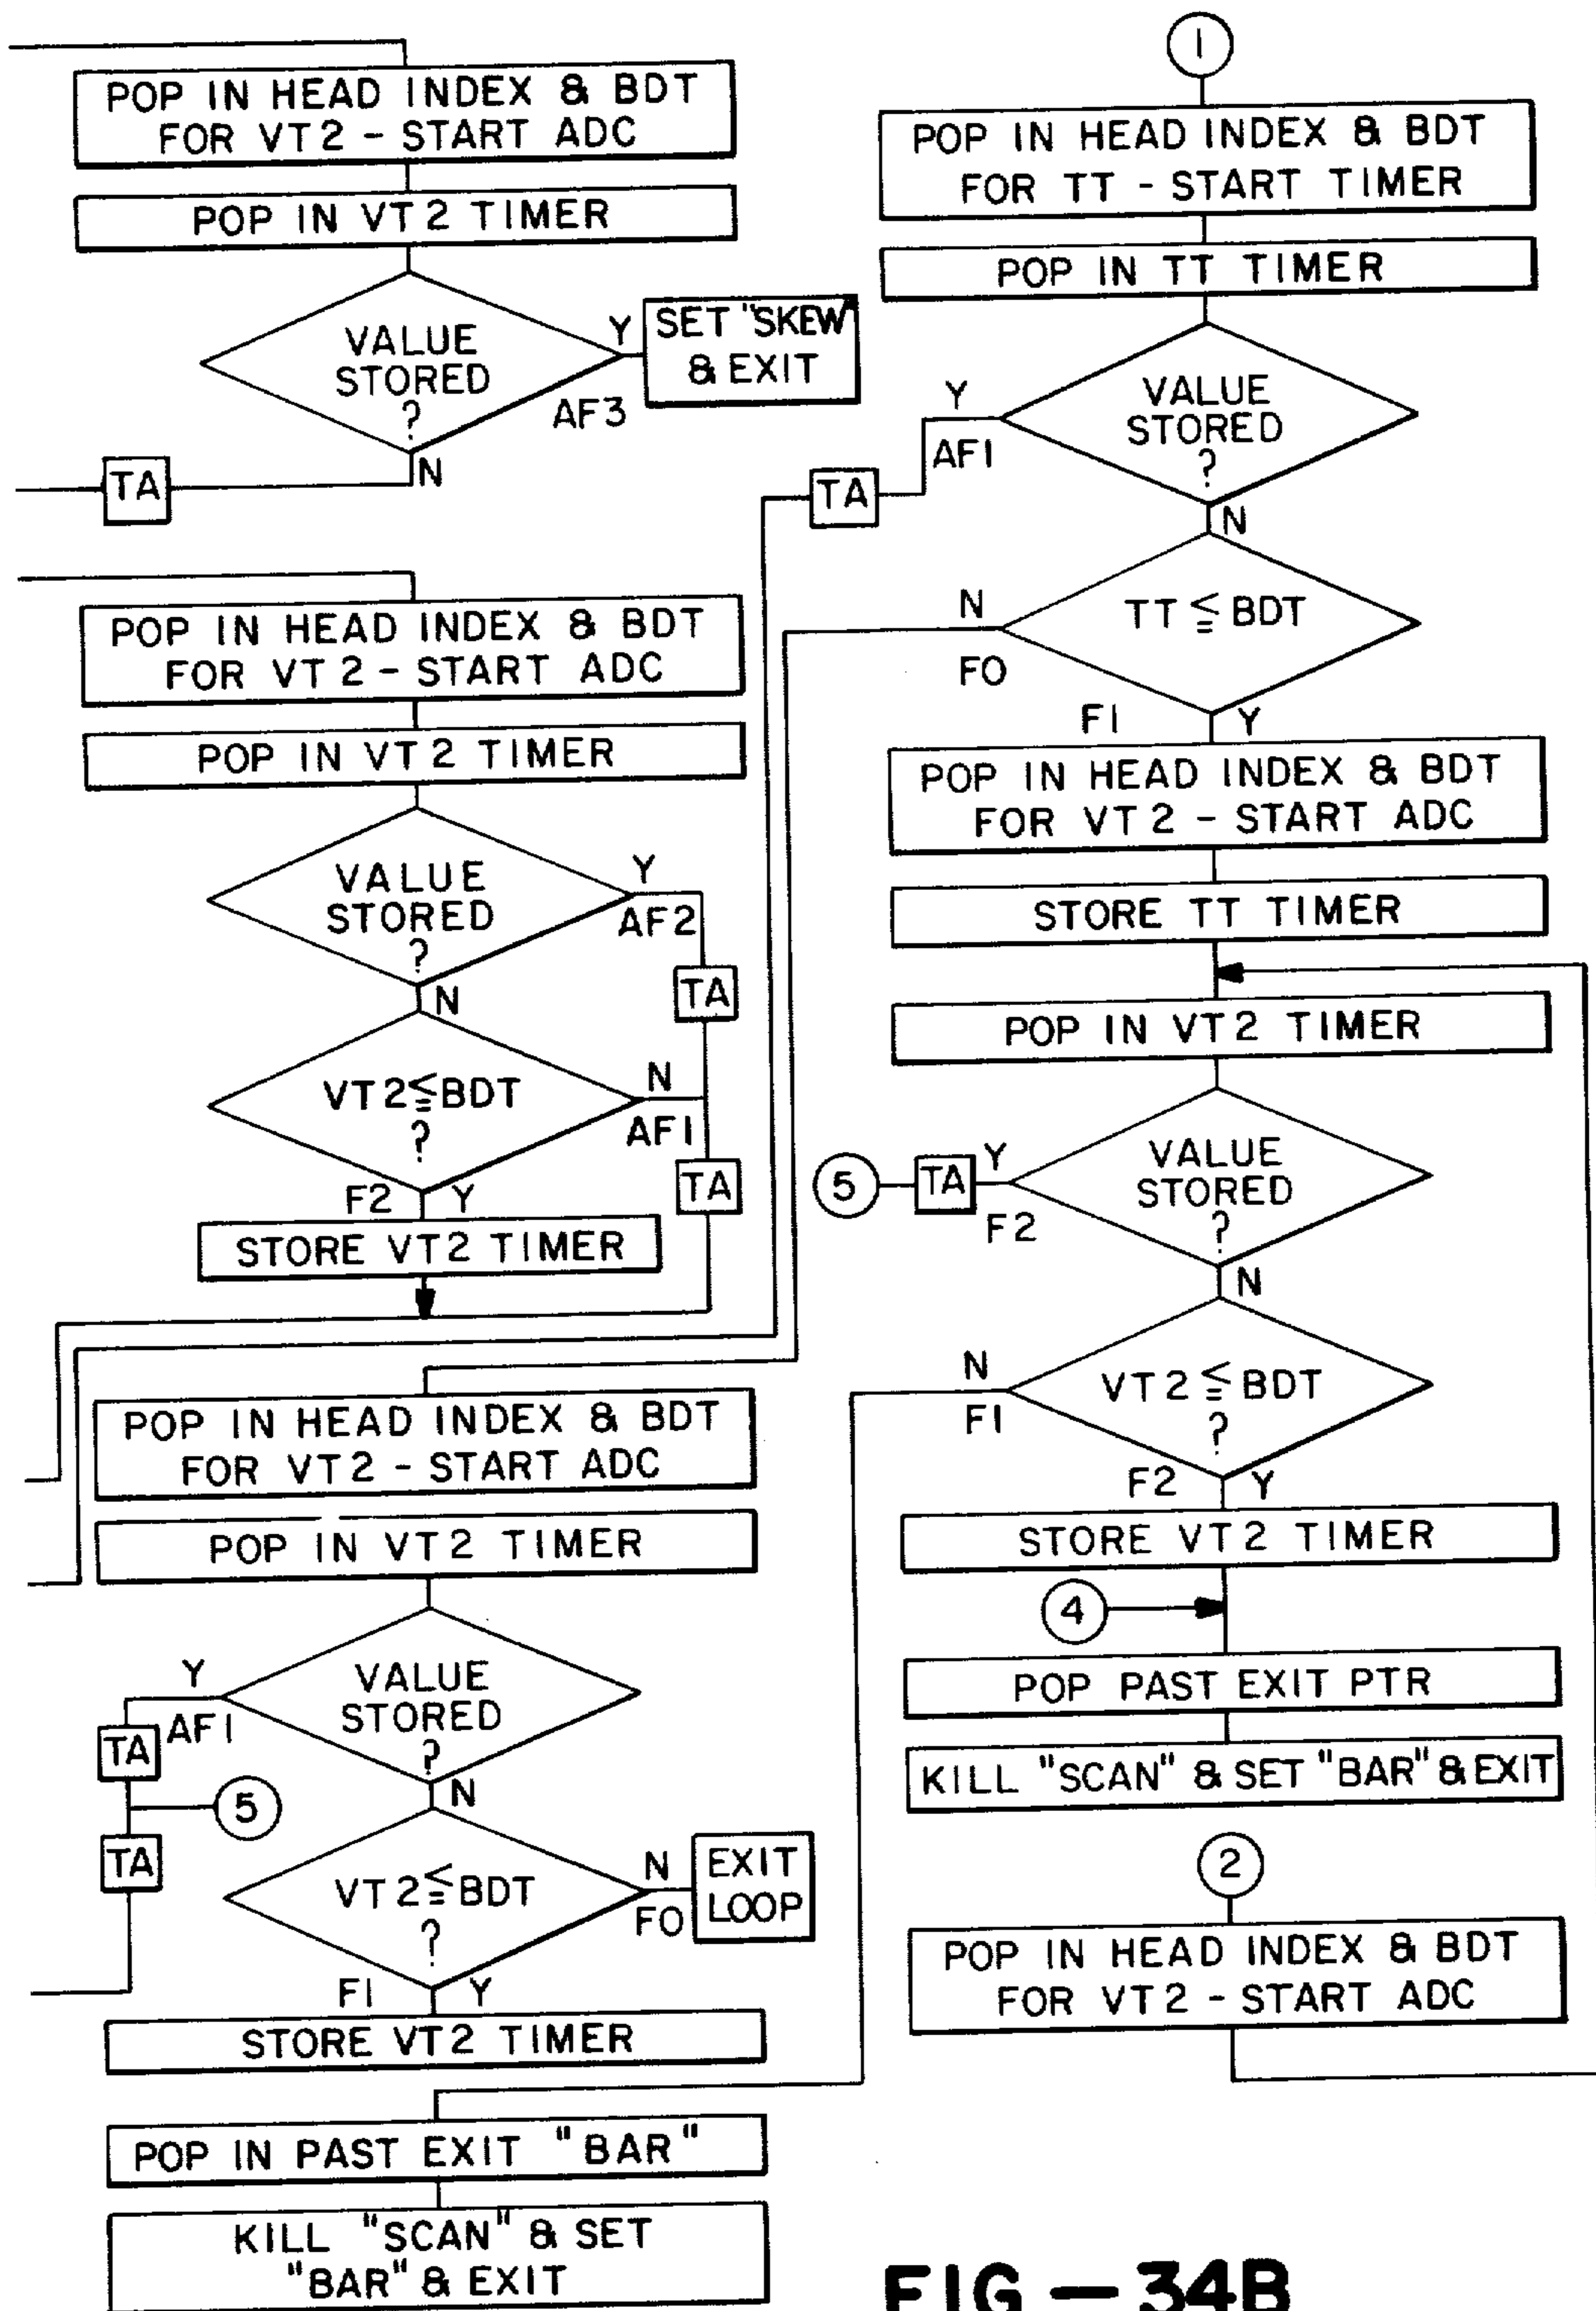 POP IN HEAD INDEX & BDT
FOR VT2 - START ADC
POP IN VT2 TIMER
VALUE
STORED
?
Y
AF3
SET "SKEW"
& EXIT
N
TA
POP IN HEAD INDEX & BDT
FOR VT2 - START ADC
POP IN VT2 TIMER
VALUE
STORED
?
Y
AF2
TA
N
VT2≦BDT
?
N
AF1
TA
F2
Y
STORE VT2 TIMER
POP IN HEAD INDEX & BDT
FOR VT2 - START ADC
POP IN VT2 TIMER
VALUE
STORED
?
Y
AF1
TA
5
TA
N
VT2≦BDT
?
N
F0
EXIT
LOOP
F1
Y
STORE VT2 TIMER
POP IN PAST EXIT "BAR"
KILL "SCAN" & SET
"BAR" & EXIT
1
POP IN HEAD INDEX & BDT
FOR TT - START TIMER
POP IN TT TIMER
VALUE
STORED
?
Y
AF1
TA
N
TT ≦ BDT
N
F0
F1
Y
POP IN HEAD INDEX & BDT
FOR VT2 - START ADC
STORE TT TIMER
POP IN VT2 TIMER
VALUE
STORED
?
Y
F2
TA
5
N
VT2 ≦ BDT
?
N
F1
F2
Y
STORE VT2 TIMER
4
POP PAST EXIT PTR
KILL "SCAN" & SET "BAR" & EXIT
2
POP IN HEAD INDEX & BDT
FOR VT2 - START ADC
FIG — 34B